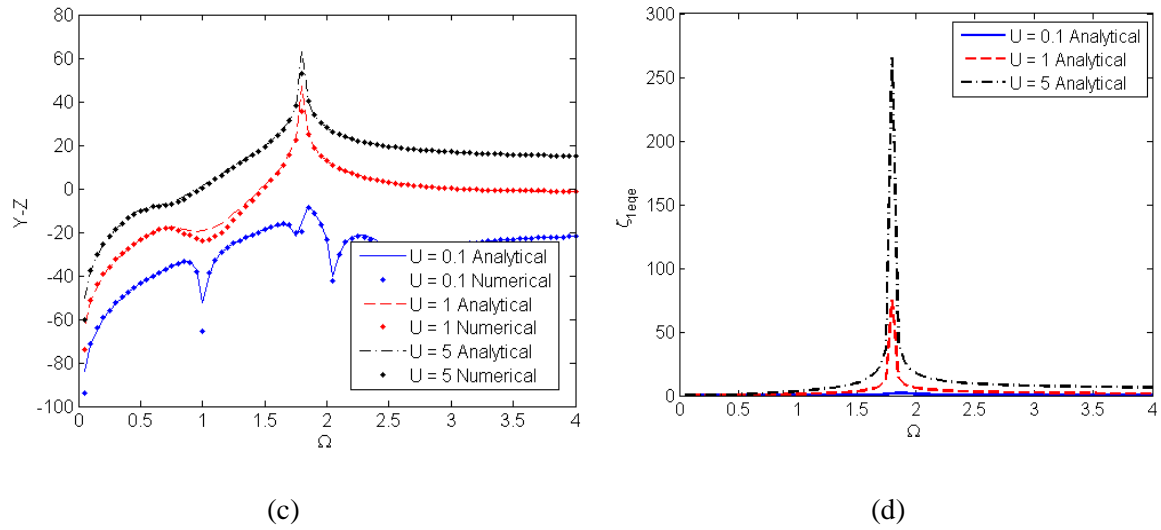 80
60
40
20
0
-20
-40
-60
-80
-100
Y-Z
0 0.5 1 1.5 2 2.5 3 3.5 4
Ω
U = 0.1 Analytical
U = 0.1 Numerical
U = 1 Analytical
U = 1 Numerical
U = 5 Analytical
U = 5 Numerical
(c)
300
250
200
150
100
50
0
ζ1eqe
0 0.5 1 1.5 2 2.5 3 3.5 4
Ω
U = 0.1 Analytical
U = 1 Analytical
U = 5 Analytical
(d)